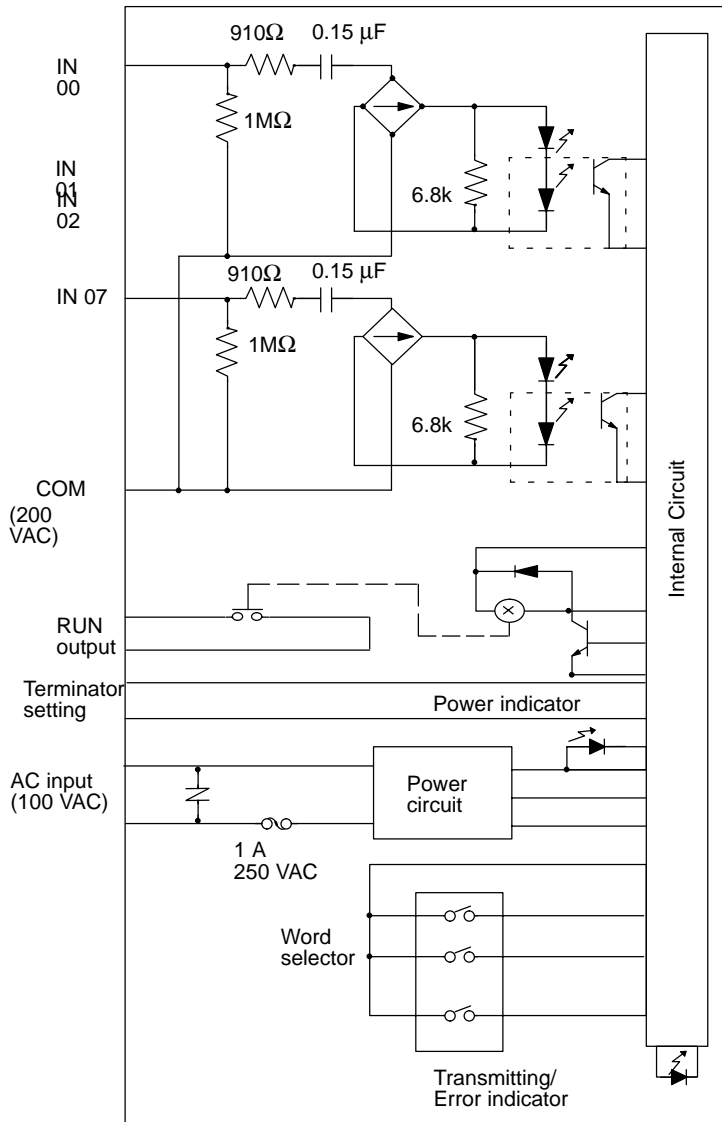 910Ω 0.15 µF
IN
00
1MΩ
IN
01
IN
02
6.8k
910Ω 0.15 µF
IN 07
1MΩ
6.8k
COM
(200
VAC)
Internal Circuit
RUN
output
Terminator
setting
Power indicator
AC input
(100 VAC)
Power
circuit
1 A
250 VAC
Word
selector
Transmitting/
Error indicator